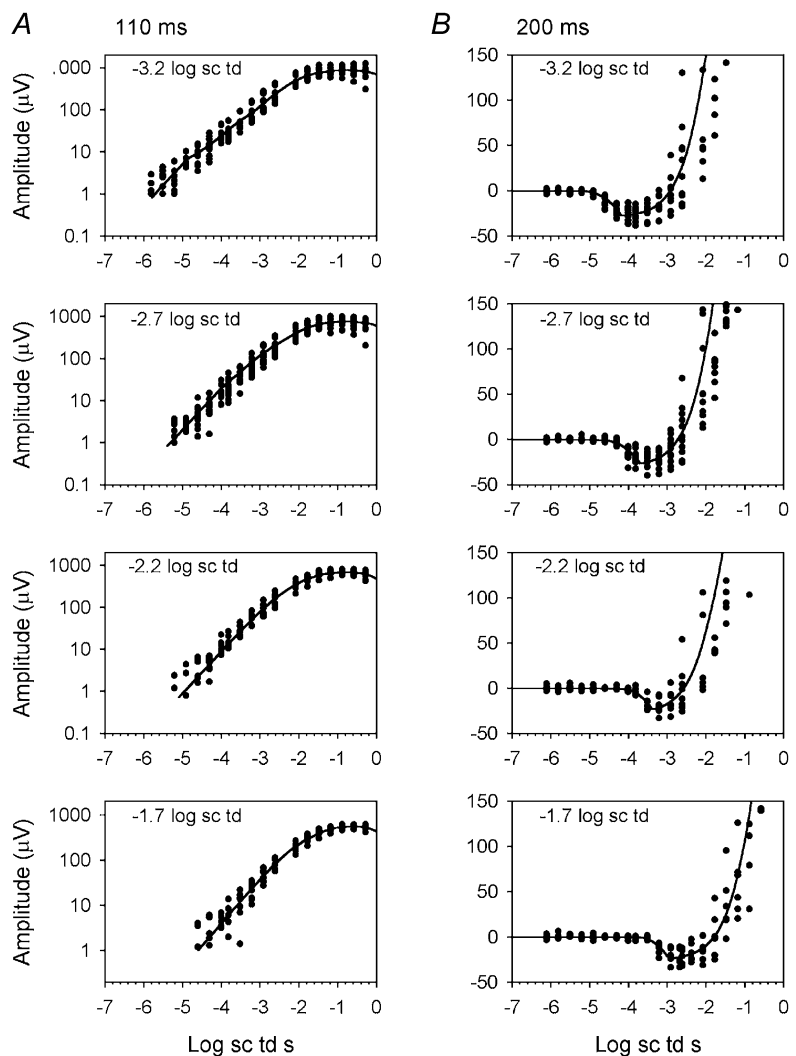 A 110 ms B 200 ms
-3.2 log sc td
Amplitude (μV)
.000
100
10
1
0.1
-7 -6 -5 -4 -3 -2 -1 0
-3.2 log sc td
150
100
50
0
-50
-7 -6 -5 -4 -3 -2 -1 0
-2.7 log sc td
Amplitude (μV)
1000
100
10
1
0.1
-7 -6 -5 -4 -3 -2 -1 0
-2.7 log sc td
150
100
50
0
-50
-7 -6 -5 -4 -3 -2 -1 0
-2.2 log sc td
Amplitude (μV)
1000
100
10
1
0.1
-7 -6 -5 -4 -3 -2 -1 0
-2.2 log sc td
150
100
50
0
-50
-7 -6 -5 -4 -3 -2 -1 0
-1.7 log sc td
Amplitude (μV)
1000
100
10
1
-7 -6 -5 -4 -3 -2 -1 0
Log sc td s
-1.7 log sc td
150
100
50
0
-50
-7 -6 -5 -4 -3 -2 -1 0
Log sc td s